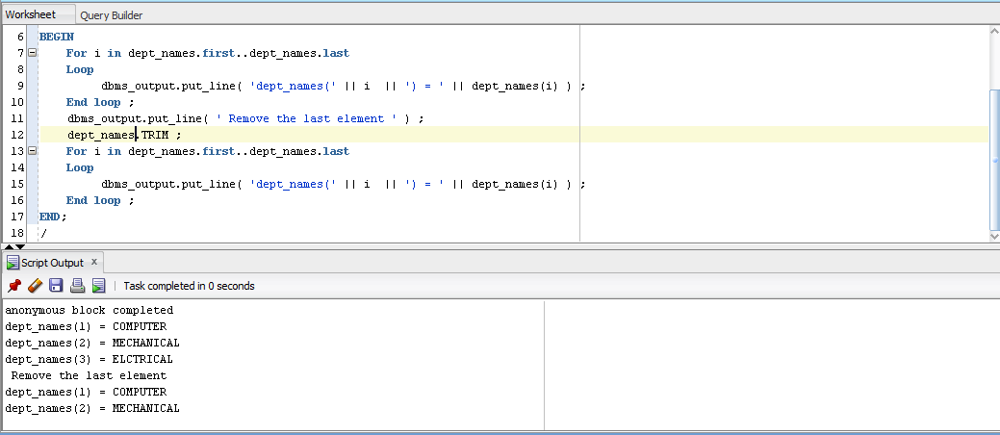 Worksheet Query Builder
6 BEGIN
7 For i in dept_names.first..dept_names.last
8 Loop
9 dbms_output.put_line( 'dept_names(' || i || ') = ' || dept_names(i) ) ;
10 End loop ;
11 dbms_output.put_line( ' Remove the last element ' ) ;
12 dept_names.TRIM ;
13 For i in dept_names.first..dept_names.last
14 Loop
15 dbms_output.put_line( 'dept_names(' || i || ') = ' || dept_names(i) ) ;
16 End loop ;
17 END;
18 /
Script Output x
Task completed in 0 seconds
anonymous block completed
dept_names(1) = COMPUTER
dept_names(2) = MECHANICAL
dept_names(3) = ELCTRICAL
Remove the last element
dept_names(1) = COMPUTER
dept_names(2) = MECHANICAL